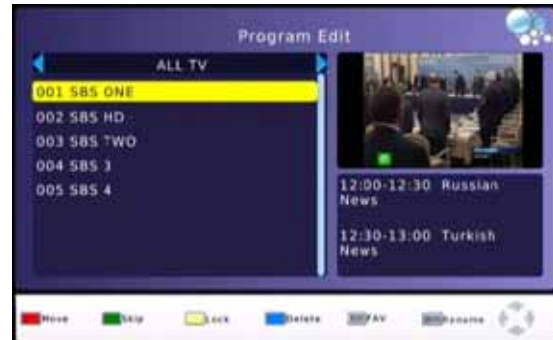 Program Edit
ALL TV
001 SBS ONE
002 SBS HD
003 SBS TWO
004 SBS 3
005 SBS 4
12:00-12:30 Russian
News
12:30-13:00 Turkish
News
Move Skip Lock Delete FAV Rename